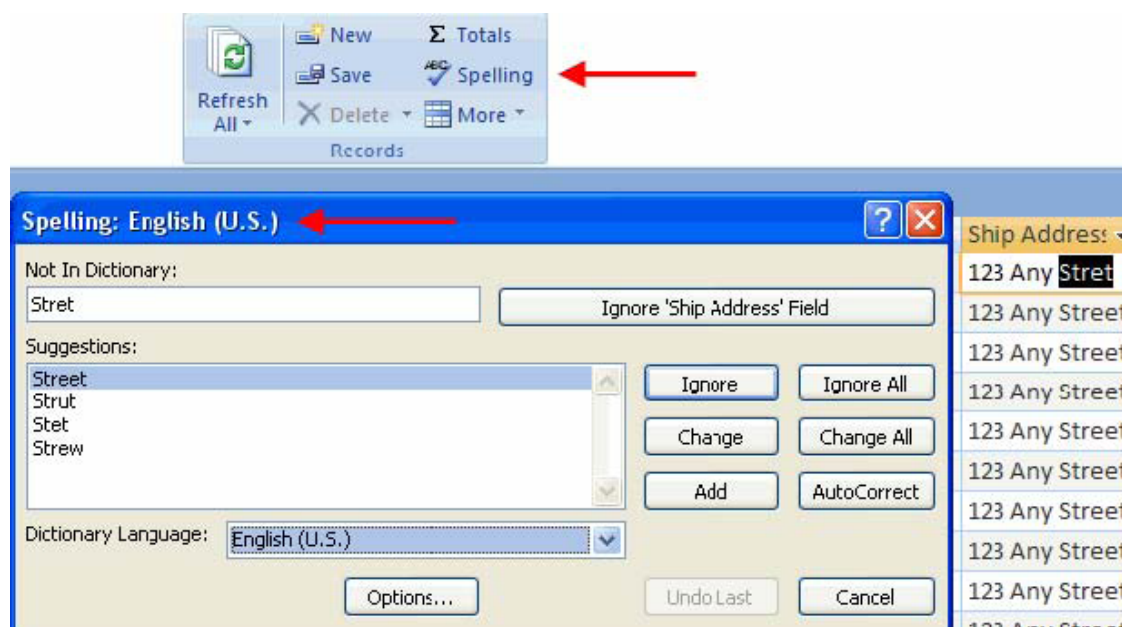 New Σ Totals
Save ABC Spelling
Refresh All
Delete More
Records
Spelling: English (U.S.)
?
Ship Address
Not In Dictionary:
123 Any Stret
Stret
Ignore 'Ship Address' Field
123 Any Street
Suggestions:
123 Any Street
Street
Ignore
Ignore All
123 Any Street
Strut
Stet
Strew
Change
Change All
123 Any Street
123 Any Street
Add
AutoCorrect
123 Any Street
Dictionary Language:
English (U.S.)
123 Any Street
Options...
Undo Last
Cancel
123 Any Street